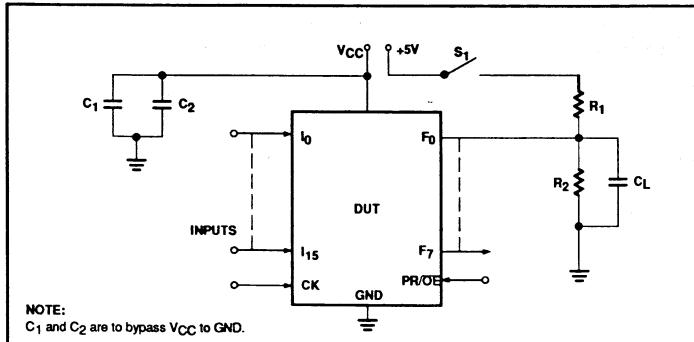 VCC +5V S1
C1 C2
R1
I0 F0
R2 CL
DUT
INPUTS
I15 F7
CK PR/OE
GND
NOTE:
C1 and C2 are to bypass VCC to GND.